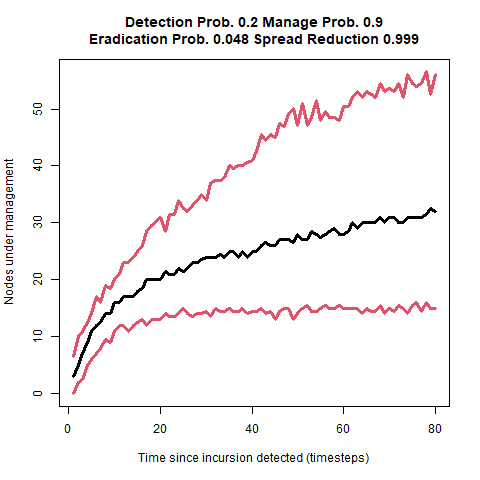 Detection Prob. 0.2 Manage Prob. 0.9
Eradication Prob. 0.048 Spread Reduction 0.999
Nodes under management
50
40
30
20
10
0
0 20 40 60 80
Time since incursion detected (timesteps)